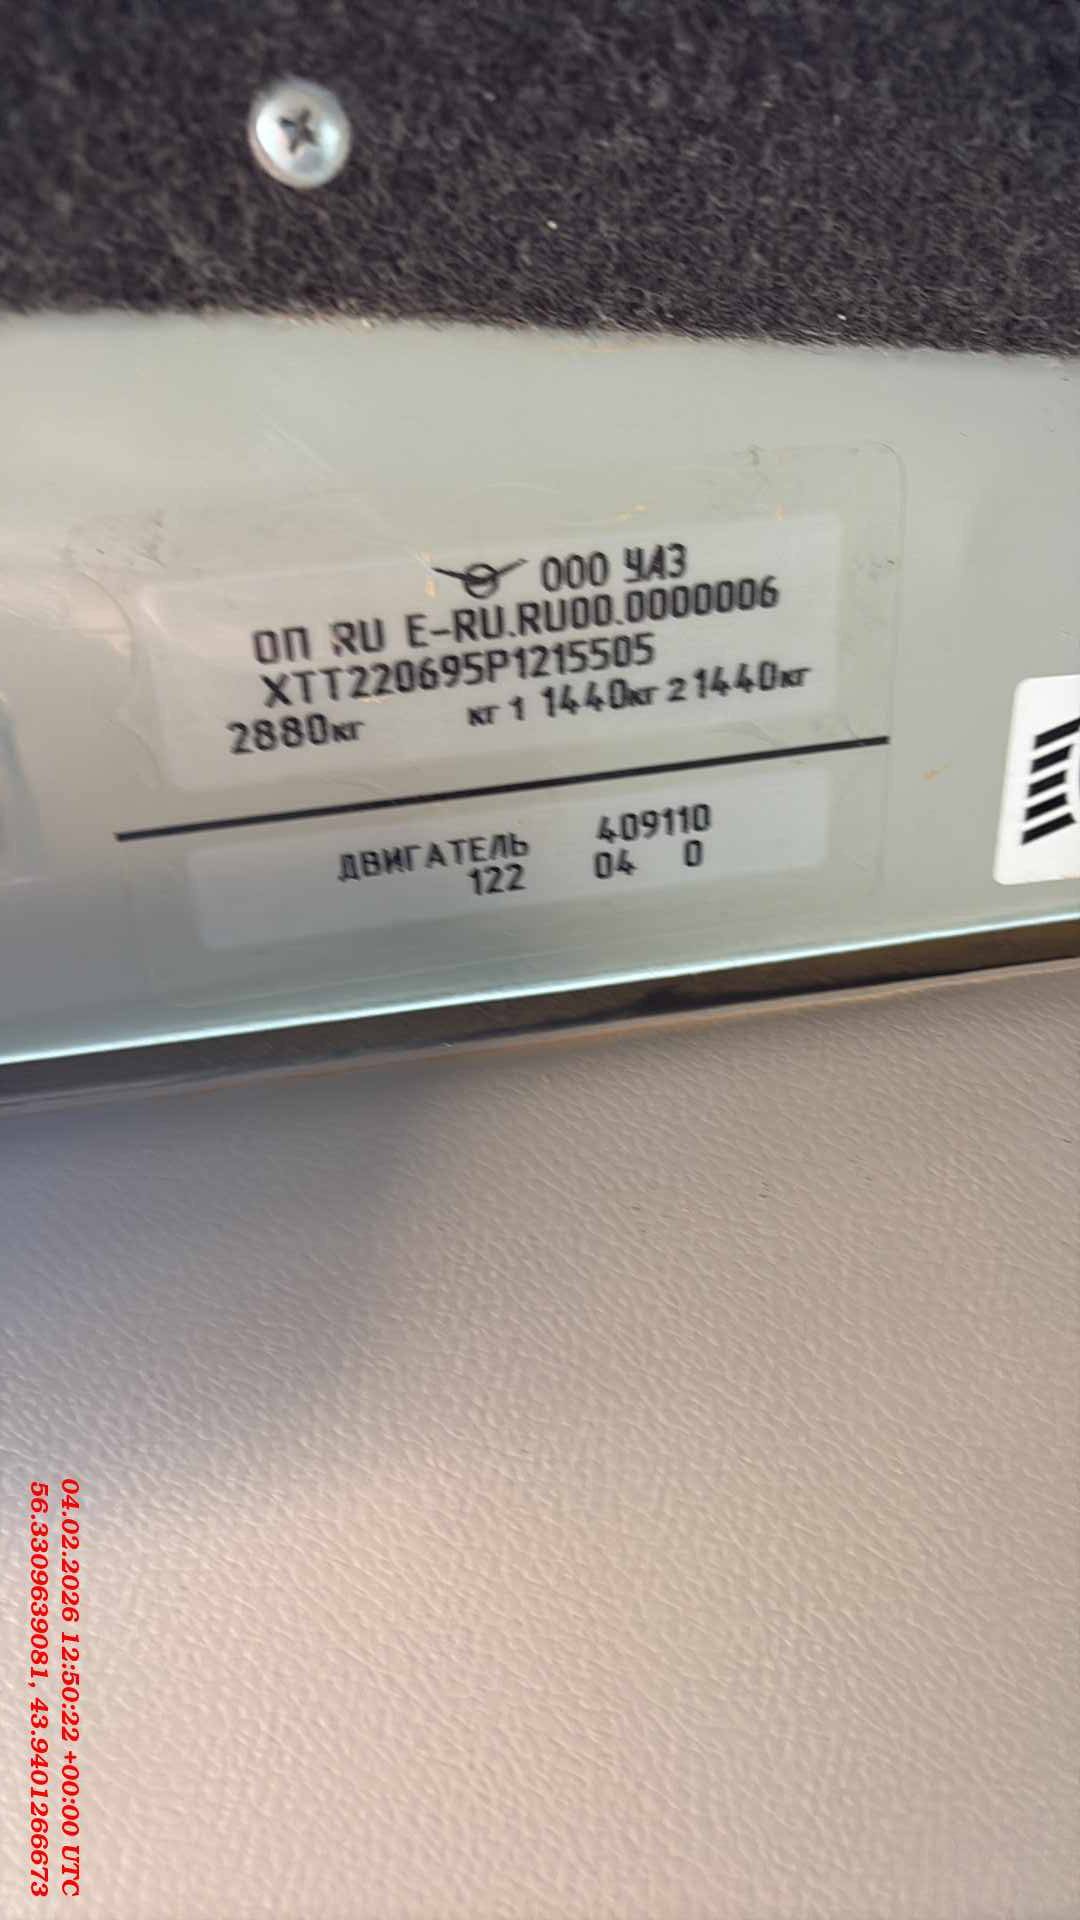 ООО УАЗ
ОП RU E-RU.RU00.0000006
XTT220695P1215505
2880кг кг 1 1440кг 2 1440кг
ДВИГАТЕЛЬ 409110
122 04 0
04.02.2026 12:50:22 +00:00 UTC
56.3309639081, 43.9401266673